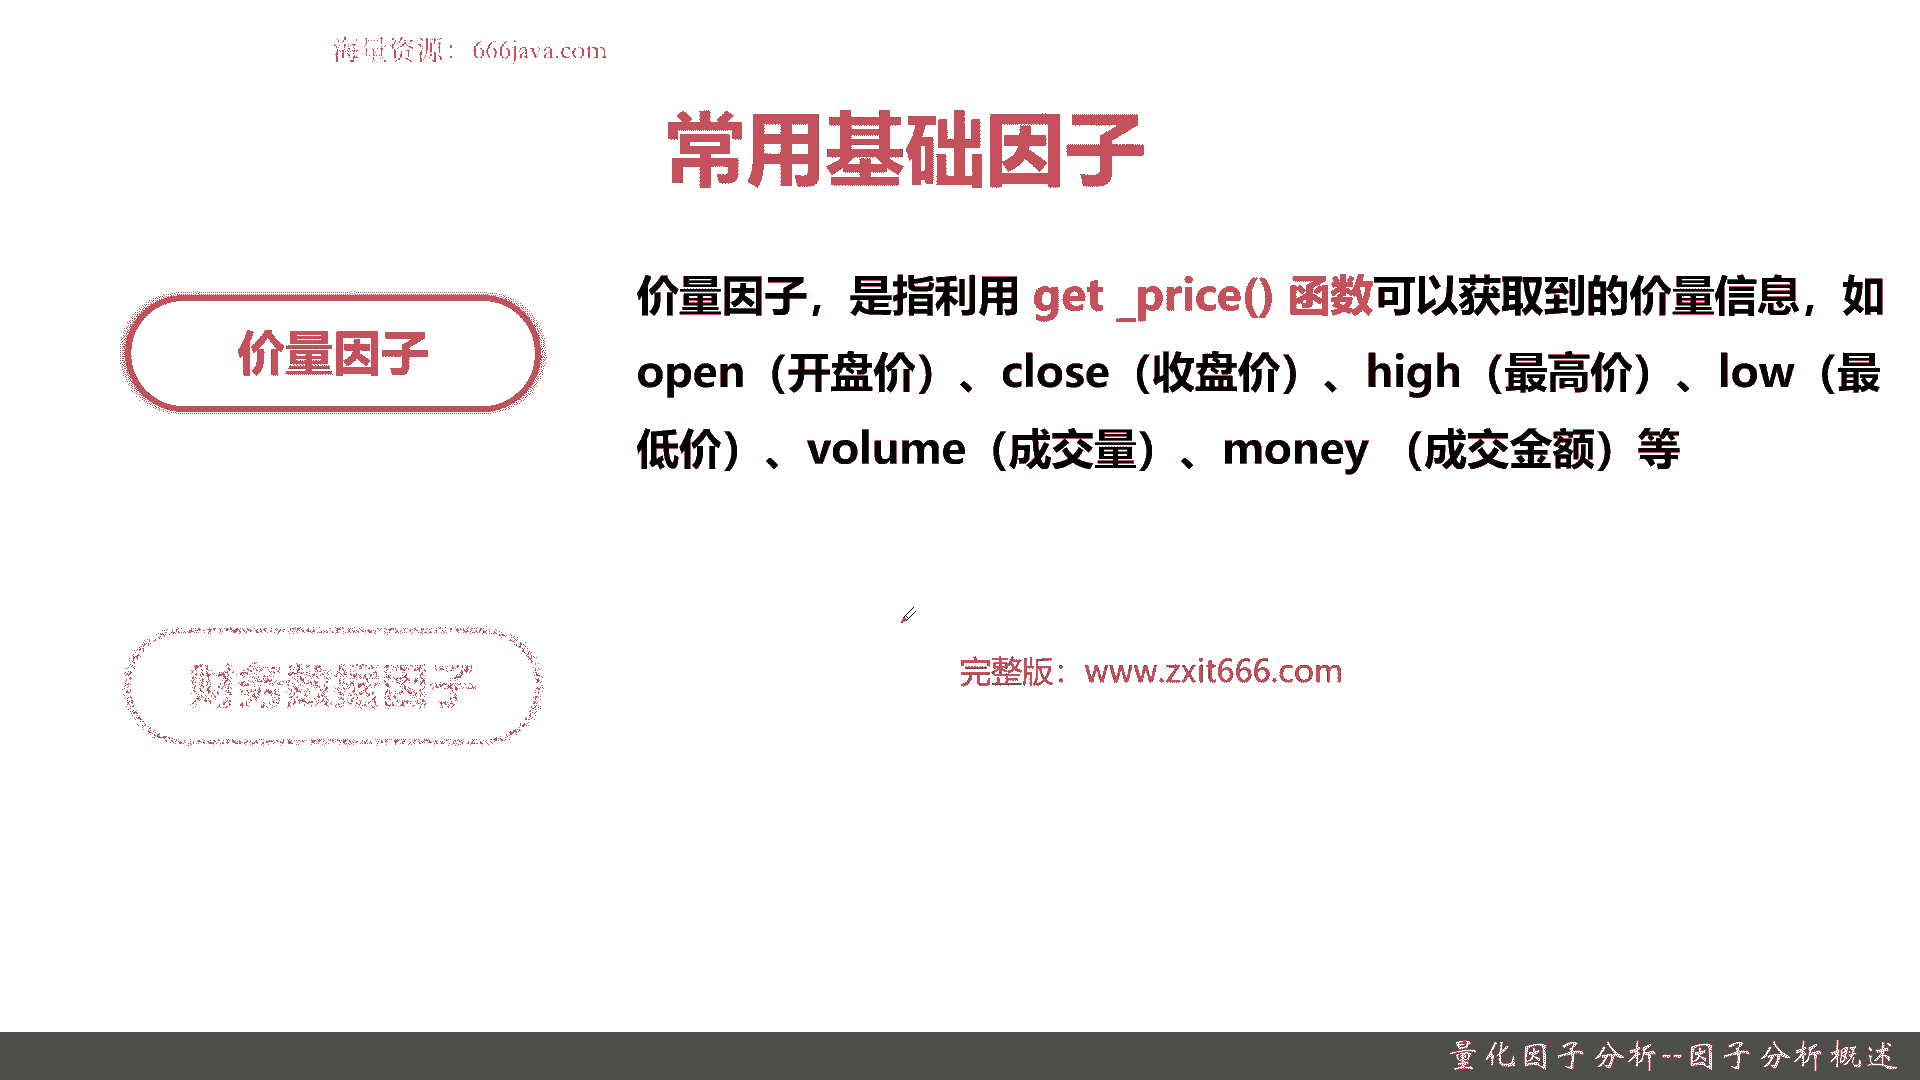 海量资源：666java.com
常用基础因子
价量因子
价量因子，是指利用 get _price() 函数可以获取到的价量信息，如
open（开盘价）、close（收盘价）、high（最高价）、low（最
低价）、volume（成交量）、money （成交金额）等
财务数据因子
完整版：www.zxit666.com
量化因子分析--因子分析概述